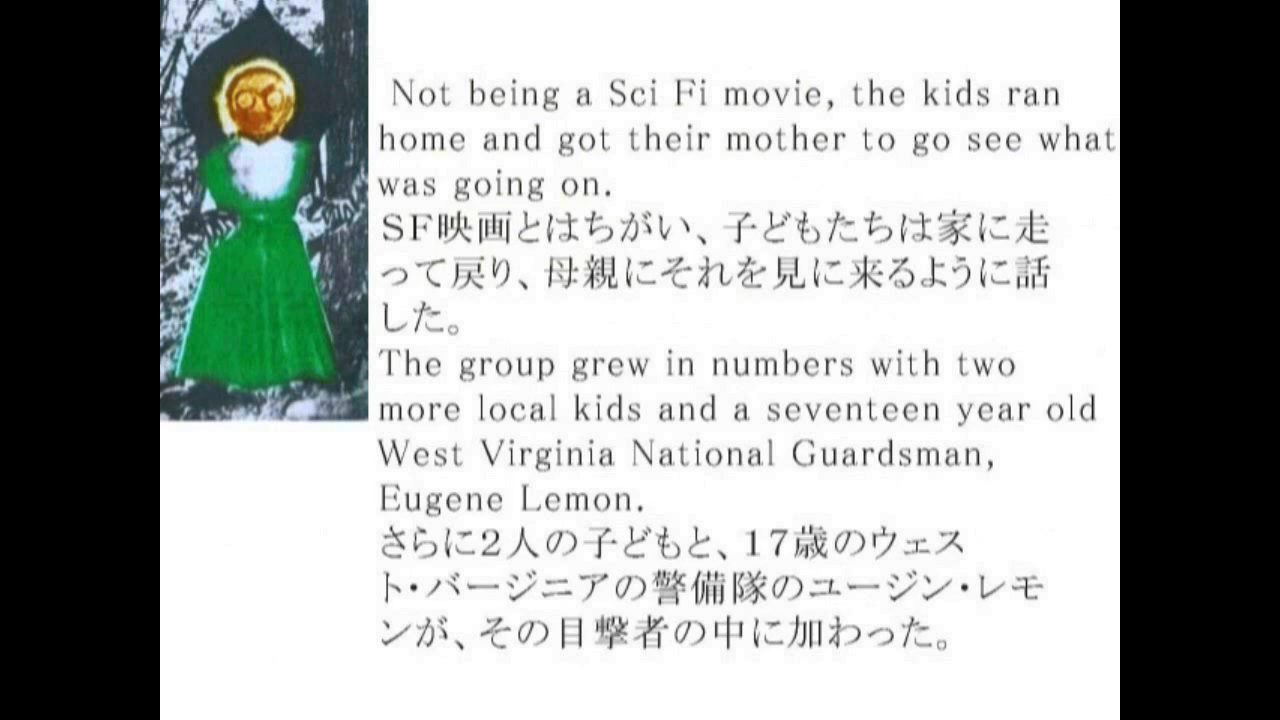 Not being a Sci Fi movie, the kids ran
home and got their mother to go see what
was going on.
ＳＦ映画とはちがい、子どもたちは家に走
って戻り、母親にそれを見に来るように話
した。
The group grew in numbers with two
more local kids and a seventeen year old
West Virginia National Guardsman,
Eugene Lemon.
さらに２人の子どもと、１７歳のウェス
ト・バージニアの警備隊のユージン・レモ
ンが、その目撃者の中に加わった。